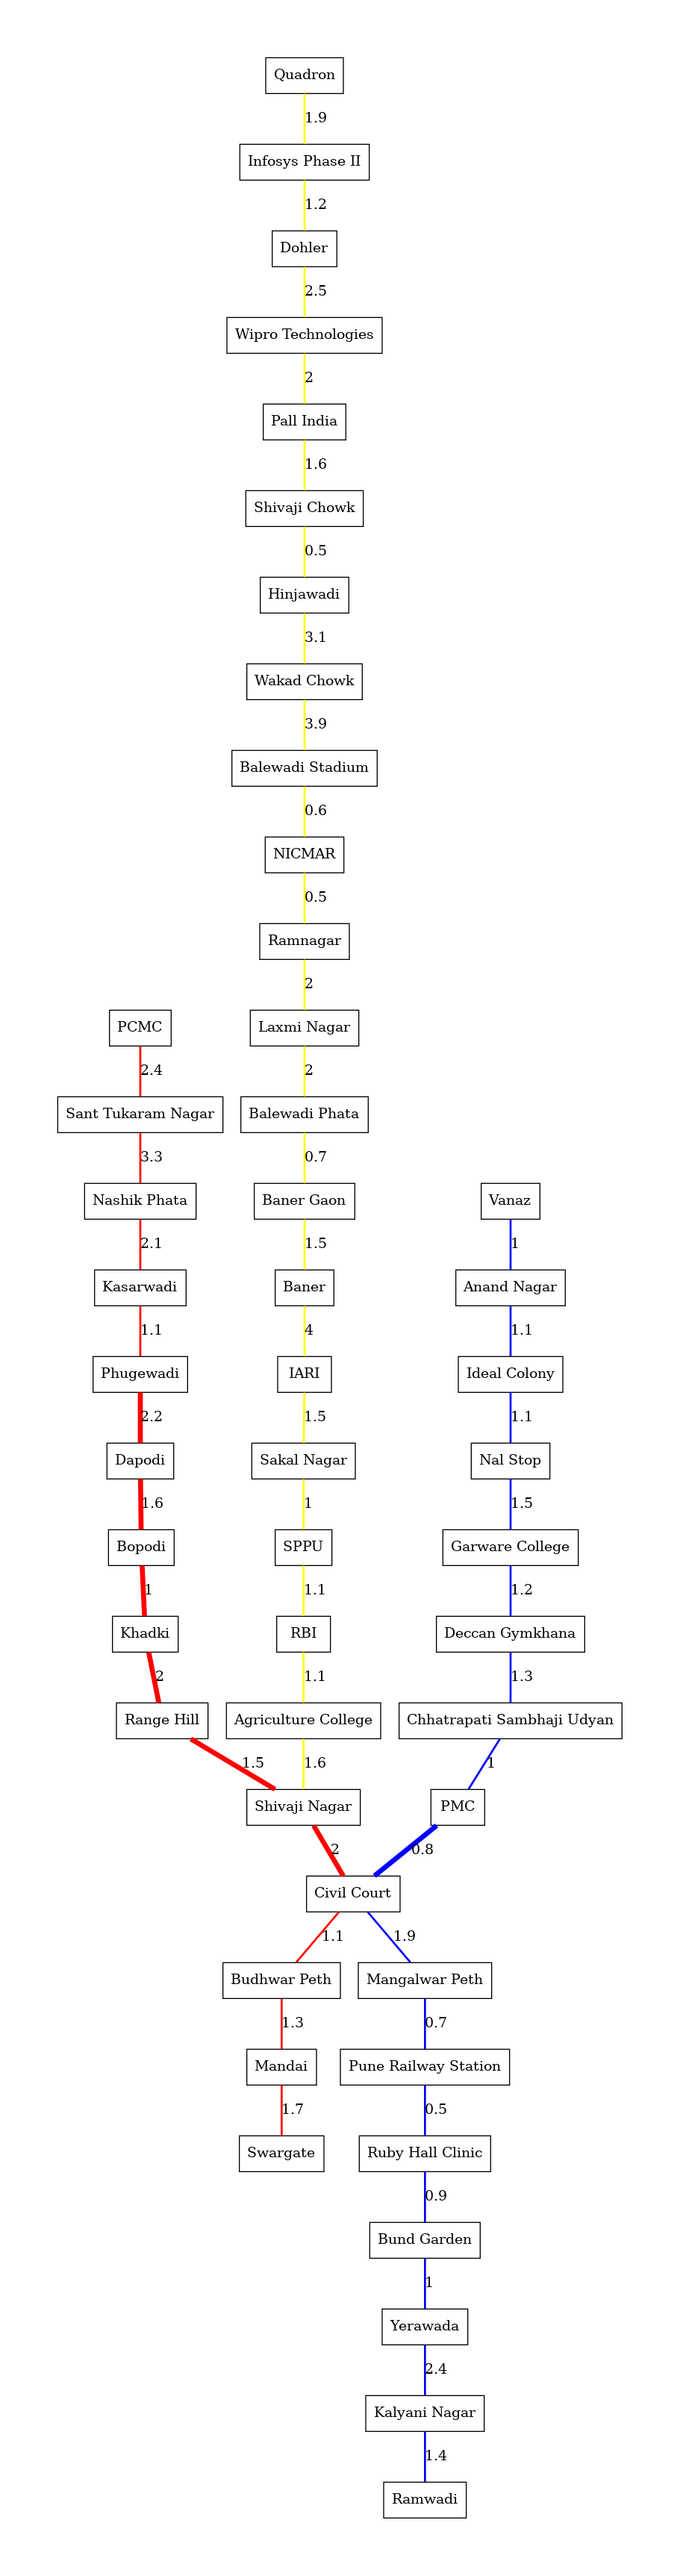 Quadron
1.9
Infosys Phase II
1.2
Dohler
2.5
Wipro Technologies
2
Pall India
1.6
Shivaji Chowk
0.5
Hinjawadi
3.1
Wakad Chowk
3.9
Balewadi Stadium
0.6
NICMAR
0.5
Ramnagar
2
PCMC
Laxmi Nagar
2.4
2
Sant Tukaram Nagar
Balewadi Phata
3.3
0.7
Nashik Phata
Baner Gaon
Vanaz
2.1
1.5
1
Kasarwadi
Baner
Anand Nagar
1.1
4
1.1
Phugewadi
IARI
Ideal Colony
2.2
1.5
1.1
Dapodi
Sakal Nagar
Nal Stop
1.6
1
1.5
Bopodi
SPPU
Garware College
1
1.1
1.2
Khadki
RBI
Deccan Gymkhana
2
1.1
1.3
Range Hill
Agriculture College
Chhatrapati Sambhaji Udyan
1.5
1.6
1
Shivaji Nagar
PMC
2
0.8
Civil Court
1.1
1.9
Budhwar Peth
Mangalwar Peth
1.3
0.7
Mandai
Pune Railway Station
1.7
0.5
Swargate
Ruby Hall Clinic
0.9
Bund Garden
1
Yerawada
2.4
Kalyani Nagar
1.4
Ramwadi